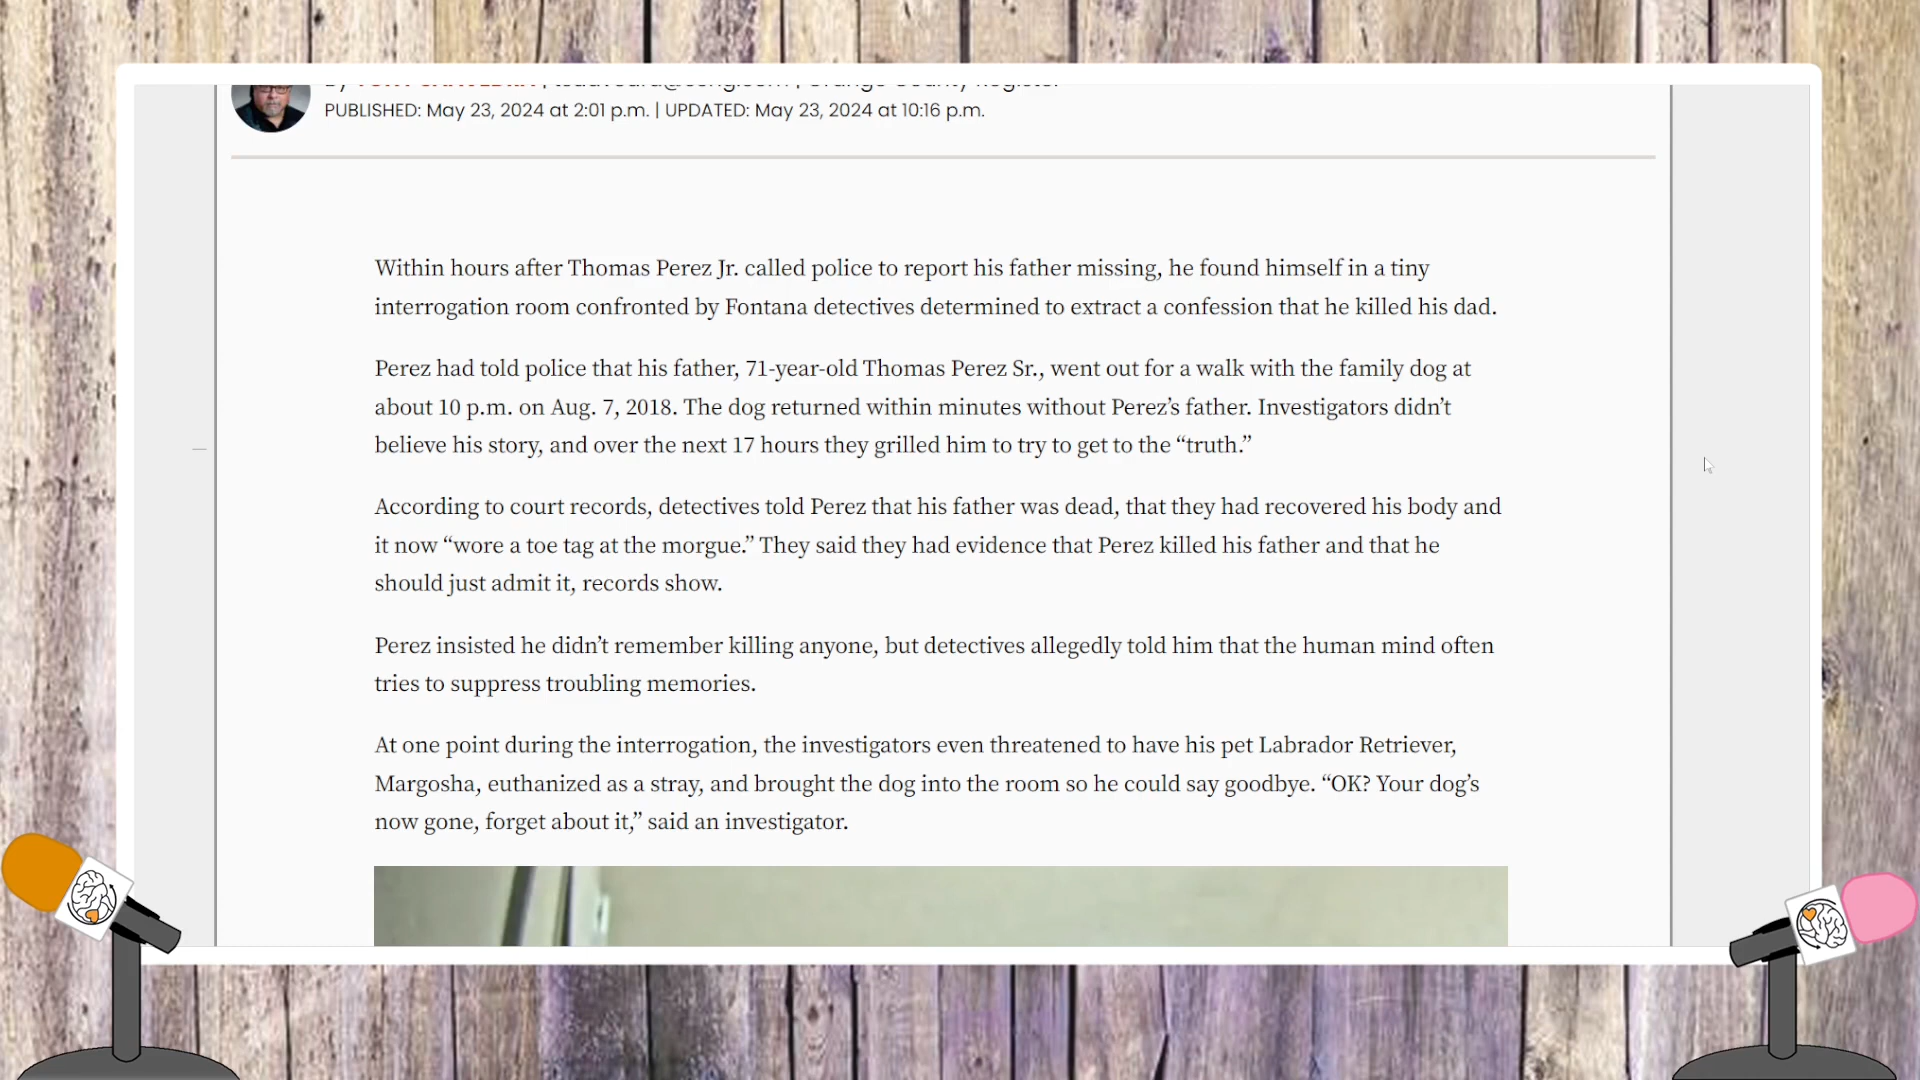 PUBLISHED: May 23, 2024 at 2:01 p.m. | UPDATED: May 23, 2024 at 10:16 p.m.
Within hours after Thomas Perez Jr. called police to report his father missing, he found himself in a tiny
interrogation room confronted by Fontana detectives determined to extract a confession that he killed his dad.
Perez had told police that his father, 71-year-old Thomas Perez Sr., went out for a walk with the family dog at
about 10 p.m. on Aug. 7, 2018. The dog returned within minutes without Perez’s father. Investigators didn’t
believe his story, and over the next 17 hours they grilled him to try to get to the “truth.”
According to court records, detectives told Perez that his father was dead, that they had recovered his body and
it now “wore a toe tag at the morgue.” They said they had evidence that Perez killed his father and that he
should just admit it, records show.
Perez insisted he didn’t remember killing anyone, but detectives allegedly told him that the human mind often
tries to suppress troubling memories.
At one point during the interrogation, the investigators even threatened to have his pet Labrador Retriever,
Margosha, euthanized as a stray, and brought the dog into the room so he could say goodbye. “OK? Your dog’s
now gone, forget about it,” said an investigator.